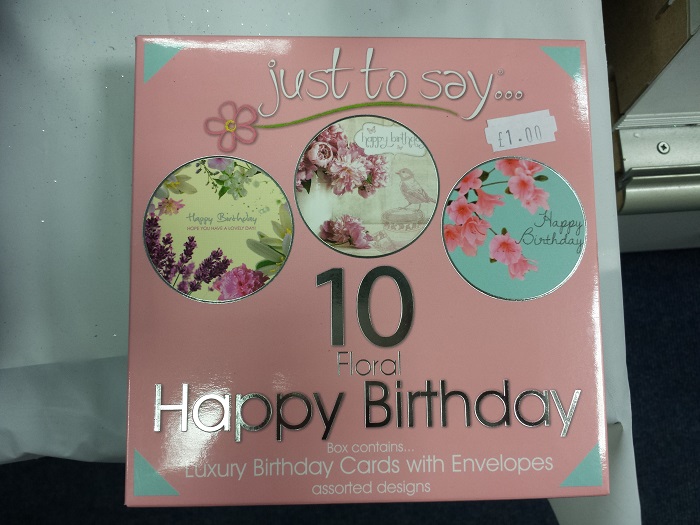 just to say...
£1.00
happy birthday
Happy Birthday
HOPE YOU HAVE A LOVELY DAY!
Happy
Birthday
10
Floral
Happy Birthday
Box contains...
Luxury Birthday Cards with Envelopes
assorted designs